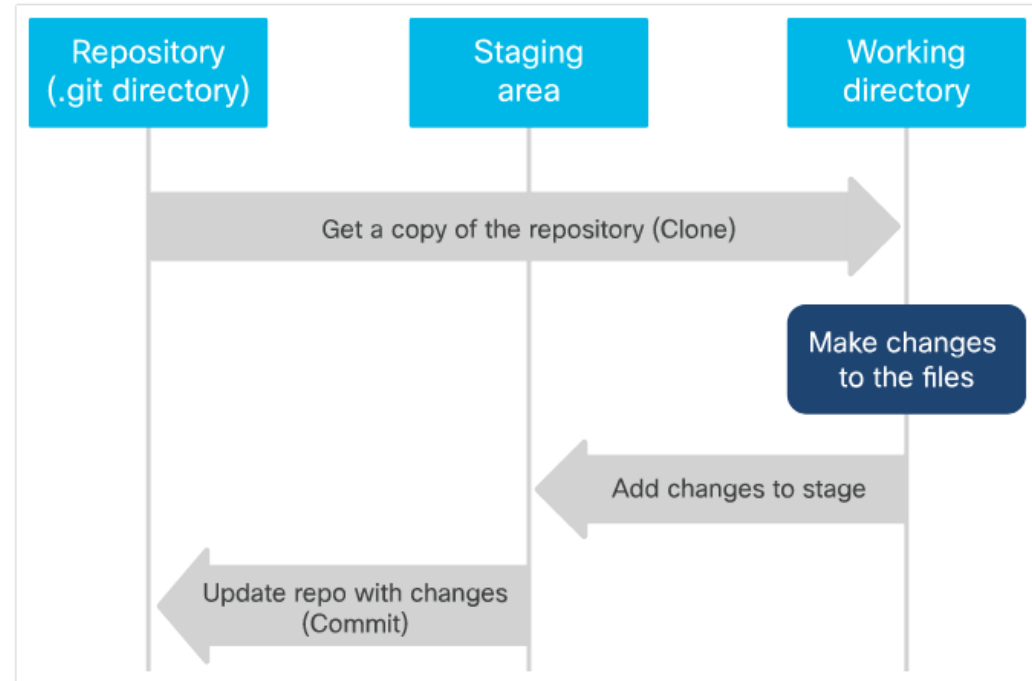 Repository
(.git directory)
Staging
area
Working
directory
Get a copy of the repository (Clone)
Make changes
to the files
Add changes to stage
Update repo with changes
(Commit)